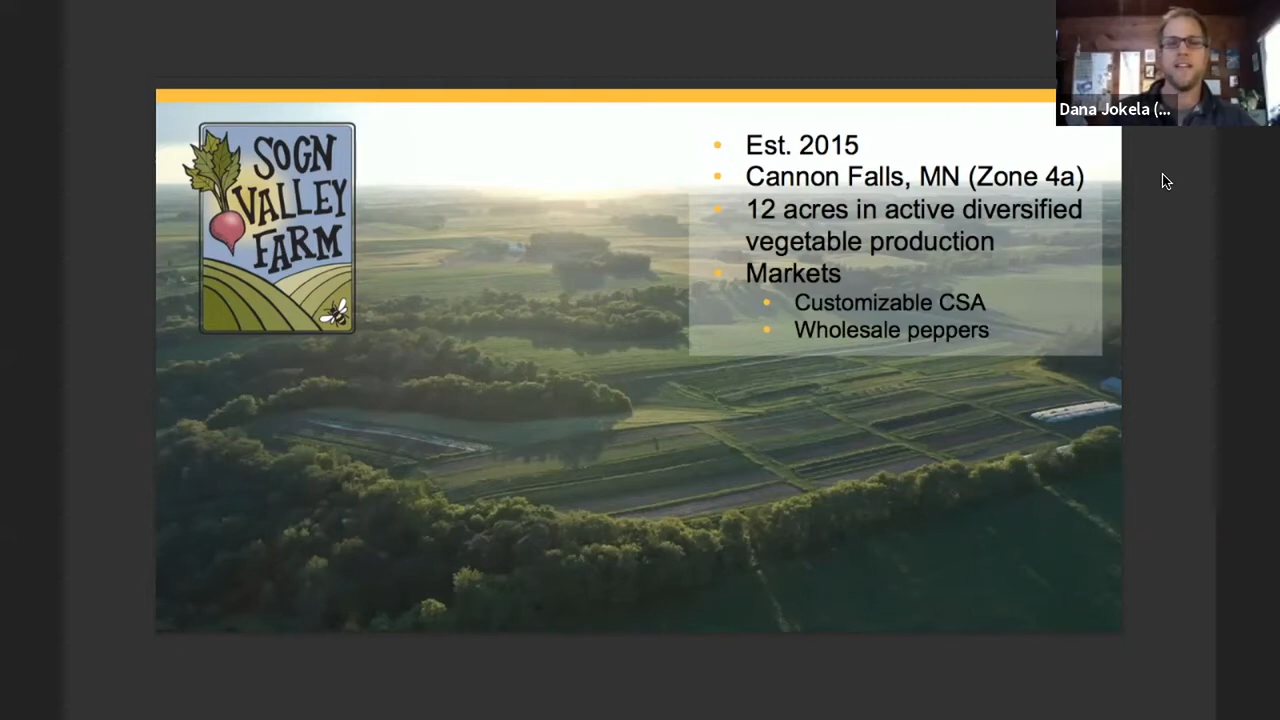 Dana Jokela (...
SOGN
VALLEY
FARM
Est. 2015
Cannon Falls, MN (Zone 4a)
12 acres in active diversified
vegetable production
Markets
Customizable CSA
Wholesale peppers